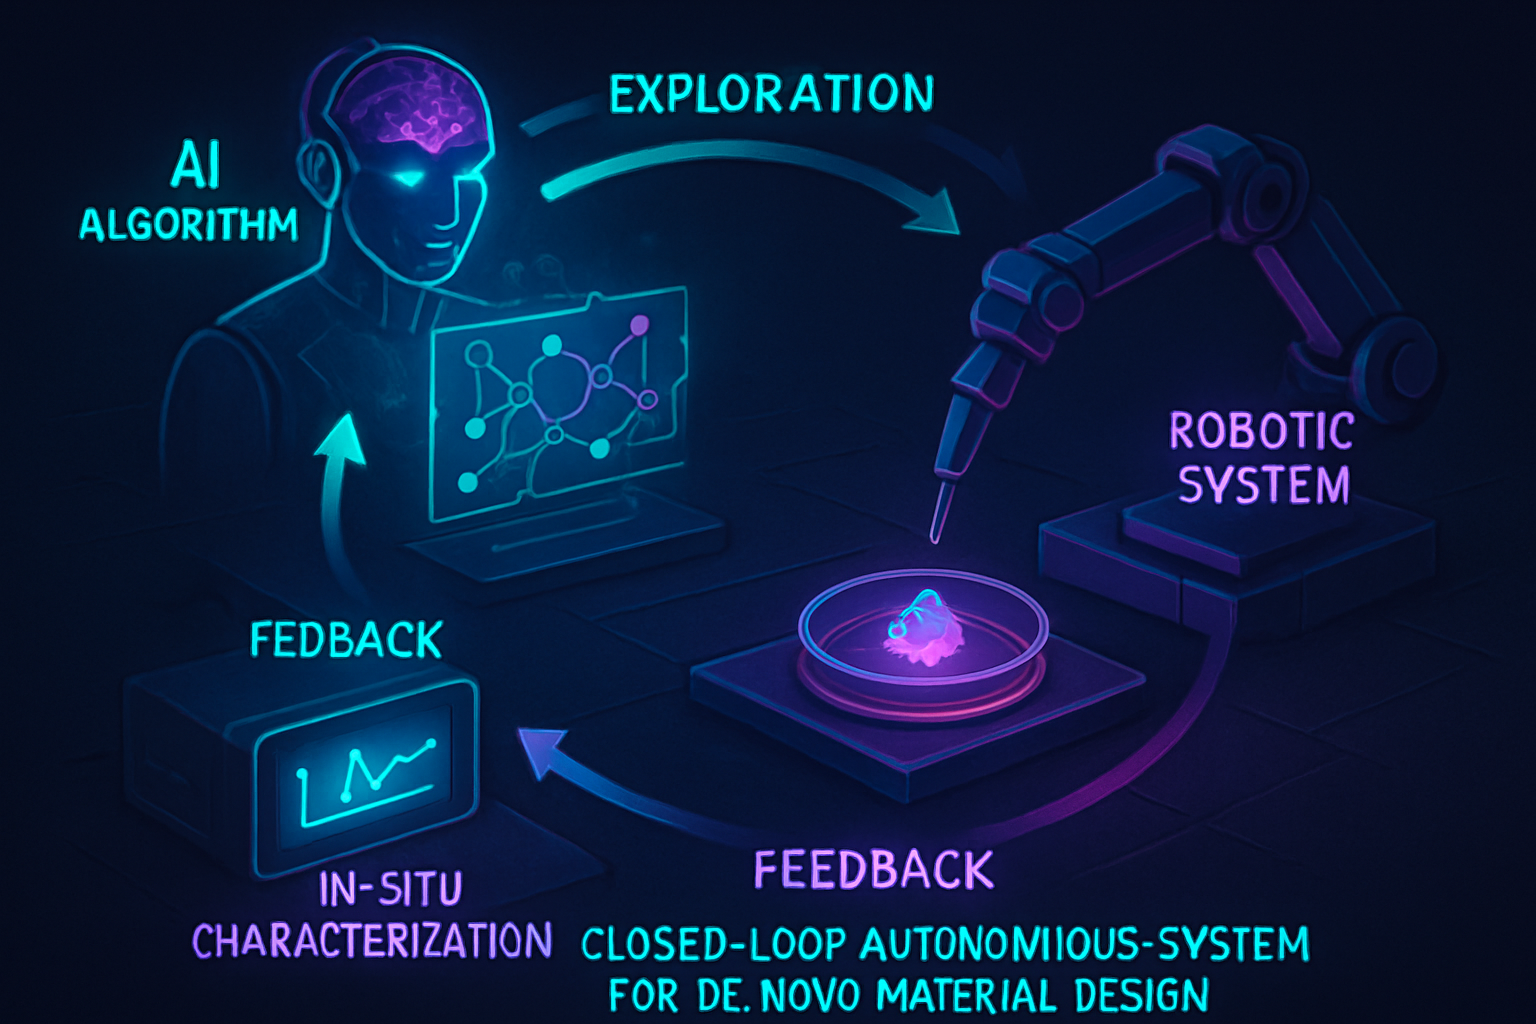 EXPLORATION
AI
ALGORITHM
ROBOTIC
SYSTEM
FEDBACK
FEEDBACK
IN-SITU
CHARACTERIZATION
CLOSED-LOOP AUTONOMIIOUS-SYSTEM
FOR DE. NOVO MATERIAL DESIGN